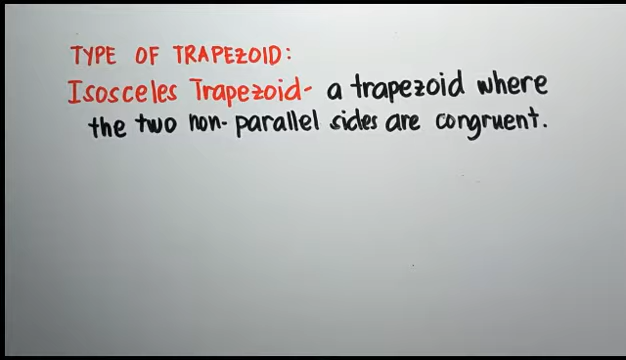 TYPE OF TRAPEZOID:
Isosceles Trapezoid- a trapezoid where
the two non-parallel sides are congruent.